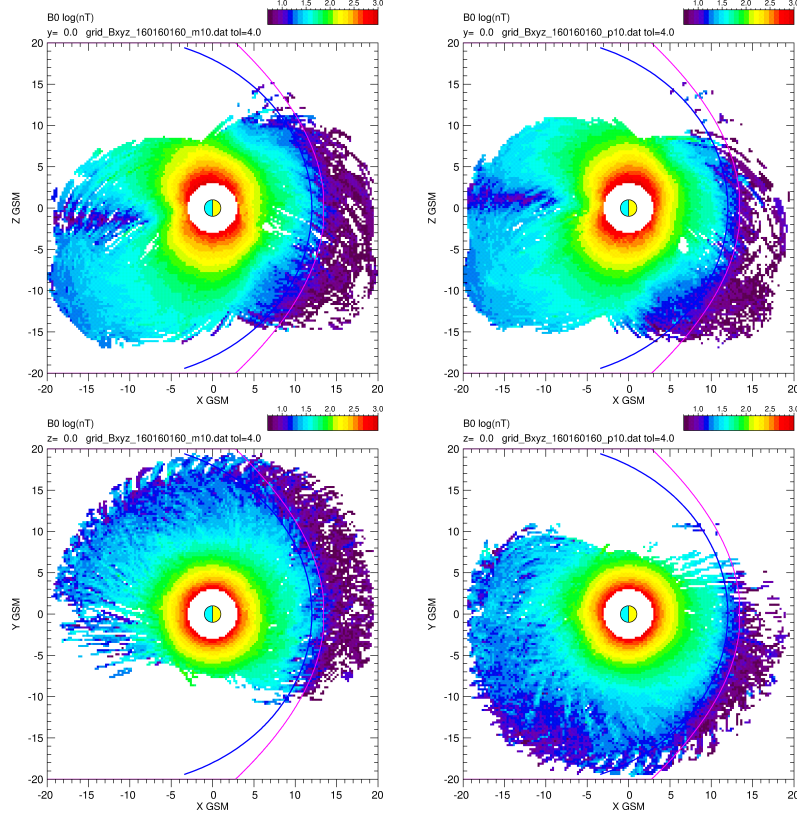 1.0 1.5 2.0 2.5 3.0
B0 log(nT)
y= 0.0 grid_Bxyz_160160160_m10.dat tol=4.0
20
15
10
5
0
-5
-10
-15
-20
Z GSM
-20 -15 -10 -5 0 5 10 15 20
X GSM
1.0 1.5 2.0 2.5 3.0
B0 log(nT)
y= 0.0 grid_Bxyz_160160160_p10.dat tol=4.0
20
15
10
5
0
-5
-10
-15
-20
Z GSM
-20 -15 -10 -5 0 5 10 15 20
X GSM
1.0 1.5 2.0 2.5 3.0
B0 log(nT)
z= 0.0 grid_Bxyz_160160160_m10.dat tol=4.0
20
15
10
5
0
-5
-10
-15
-20
Y GSM
-20 -15 -10 -5 0 5 10 15 20
X GSM
1.0 1.5 2.0 2.5 3.0
B0 log(nT)
z= 0.0 grid_Bxyz_160160160_p10.dat tol=4.0
20
15
10
5
0
-5
-10
-15
-20
Y GSM
-20 -15 -10 -5 0 5 10 15 20
X GSM